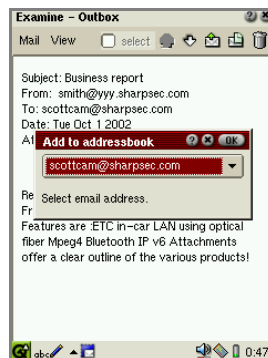 Examine - Outbox
Mail View select
Subject: Business report
From: smith@yyy.sharpsec.com
To: scottcam@sharpsec.com
Date: Tue Oct 1 2002
At
Add to addressbook ? OK
scottcam@sharpsec.com
Select email address.
Re
Fr
Features are :ETC in-car LAN using optical
fiber Mpeg4 Bluetooth IP v6 Attachments
offer a clear outline of the various products!
abc 0:47